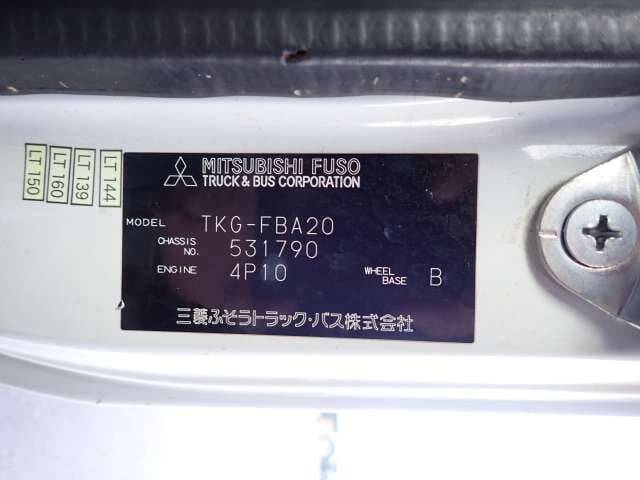 LT 150
LT 160
LT 139
LT 144
MITSUBISHI FUSO
TRUCK & BUS CORPORATION
MODEL TKG-FBA20
CHASSIS NO. 531790
ENGINE 4P10 WHEEL BASE B
三菱ふそうトラック・バス株式会社